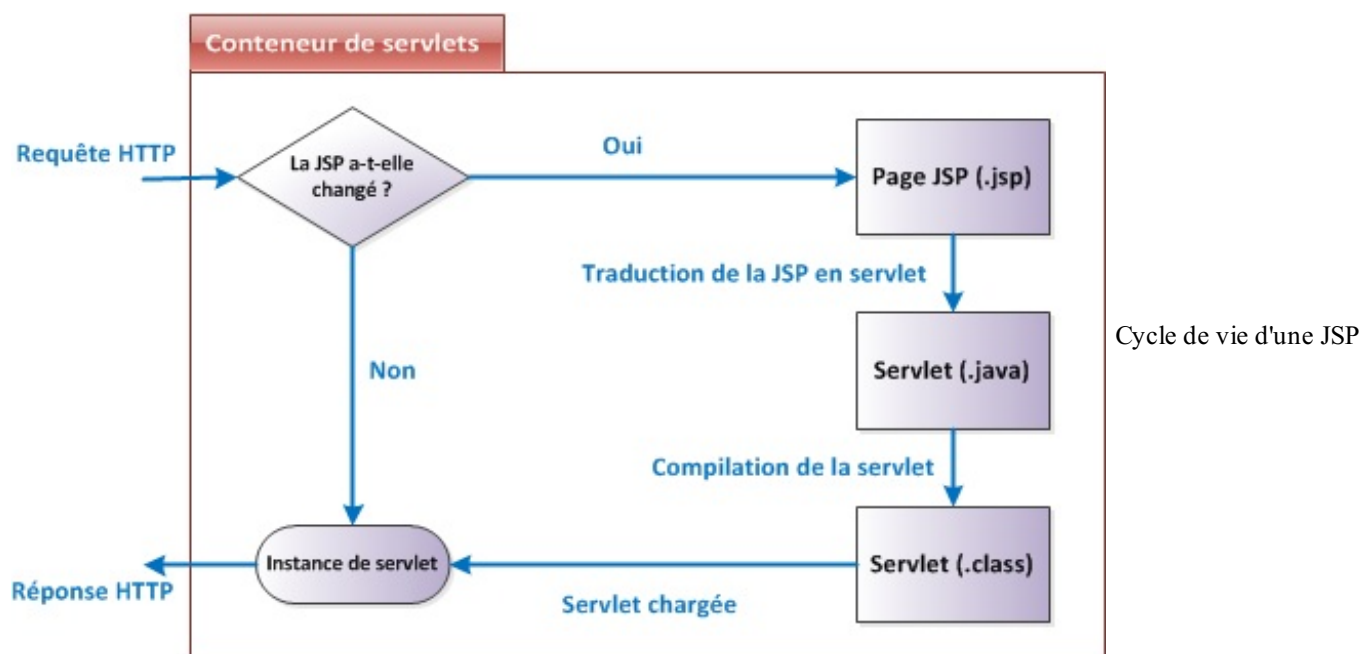 Conteneur de servlets
Requête HTTP
La JSP a-t-elle
changé ?
Oui
Page JSP (.jsp)
Traduction de la JSP en servlet
Servlet (.java)
Cycle de vie d'une JSP
Non
Compilation de la servlet
Servlet (.class)
Servlet chargée
Instance de servlet
Réponse HTTP